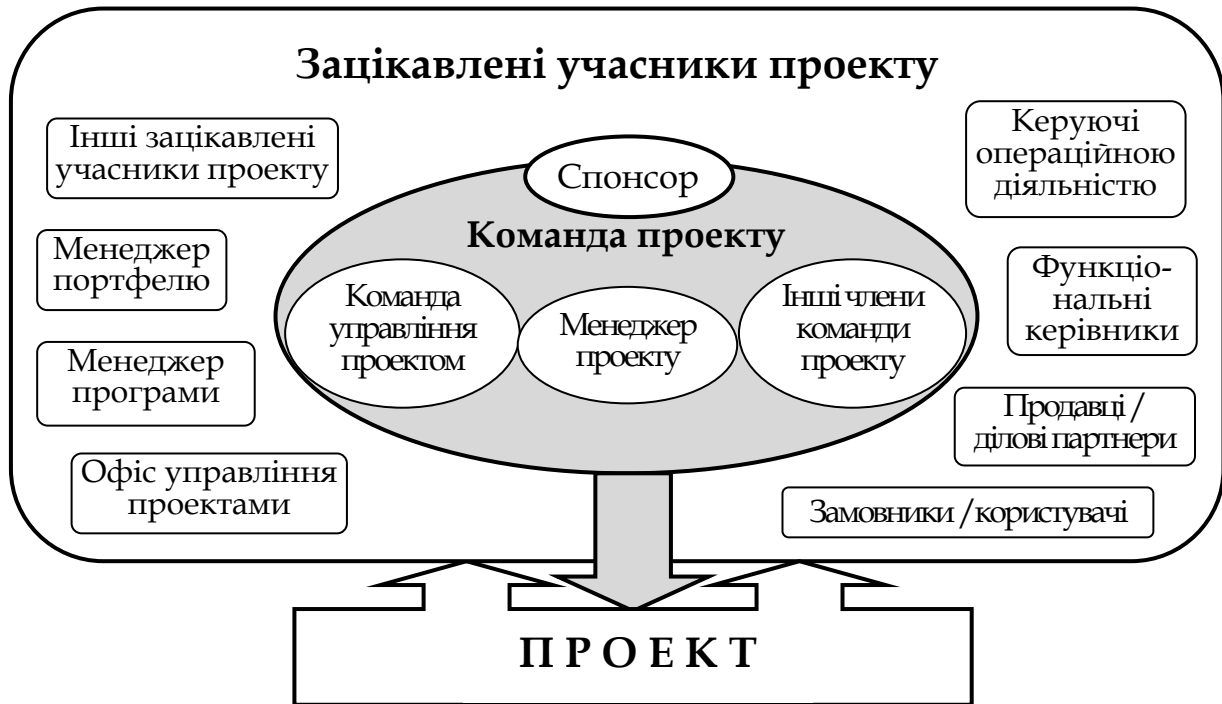 Зацікавлені учасники проекту
Інші зацікавлені
учасники проекту
Менеджер
портфелю
Менеджер
програми
Офіс управління
проектами
Спонсор
Команда проекту
Команда
управління
проектом
Менеджер
проекту
Інші члени
команди
проекту
Керуючі
операційною
діяльністю
Функціо-
нальні
керівники
Продавці /
ділові партнери
Замовники / користувачі
П Р О Е К Т